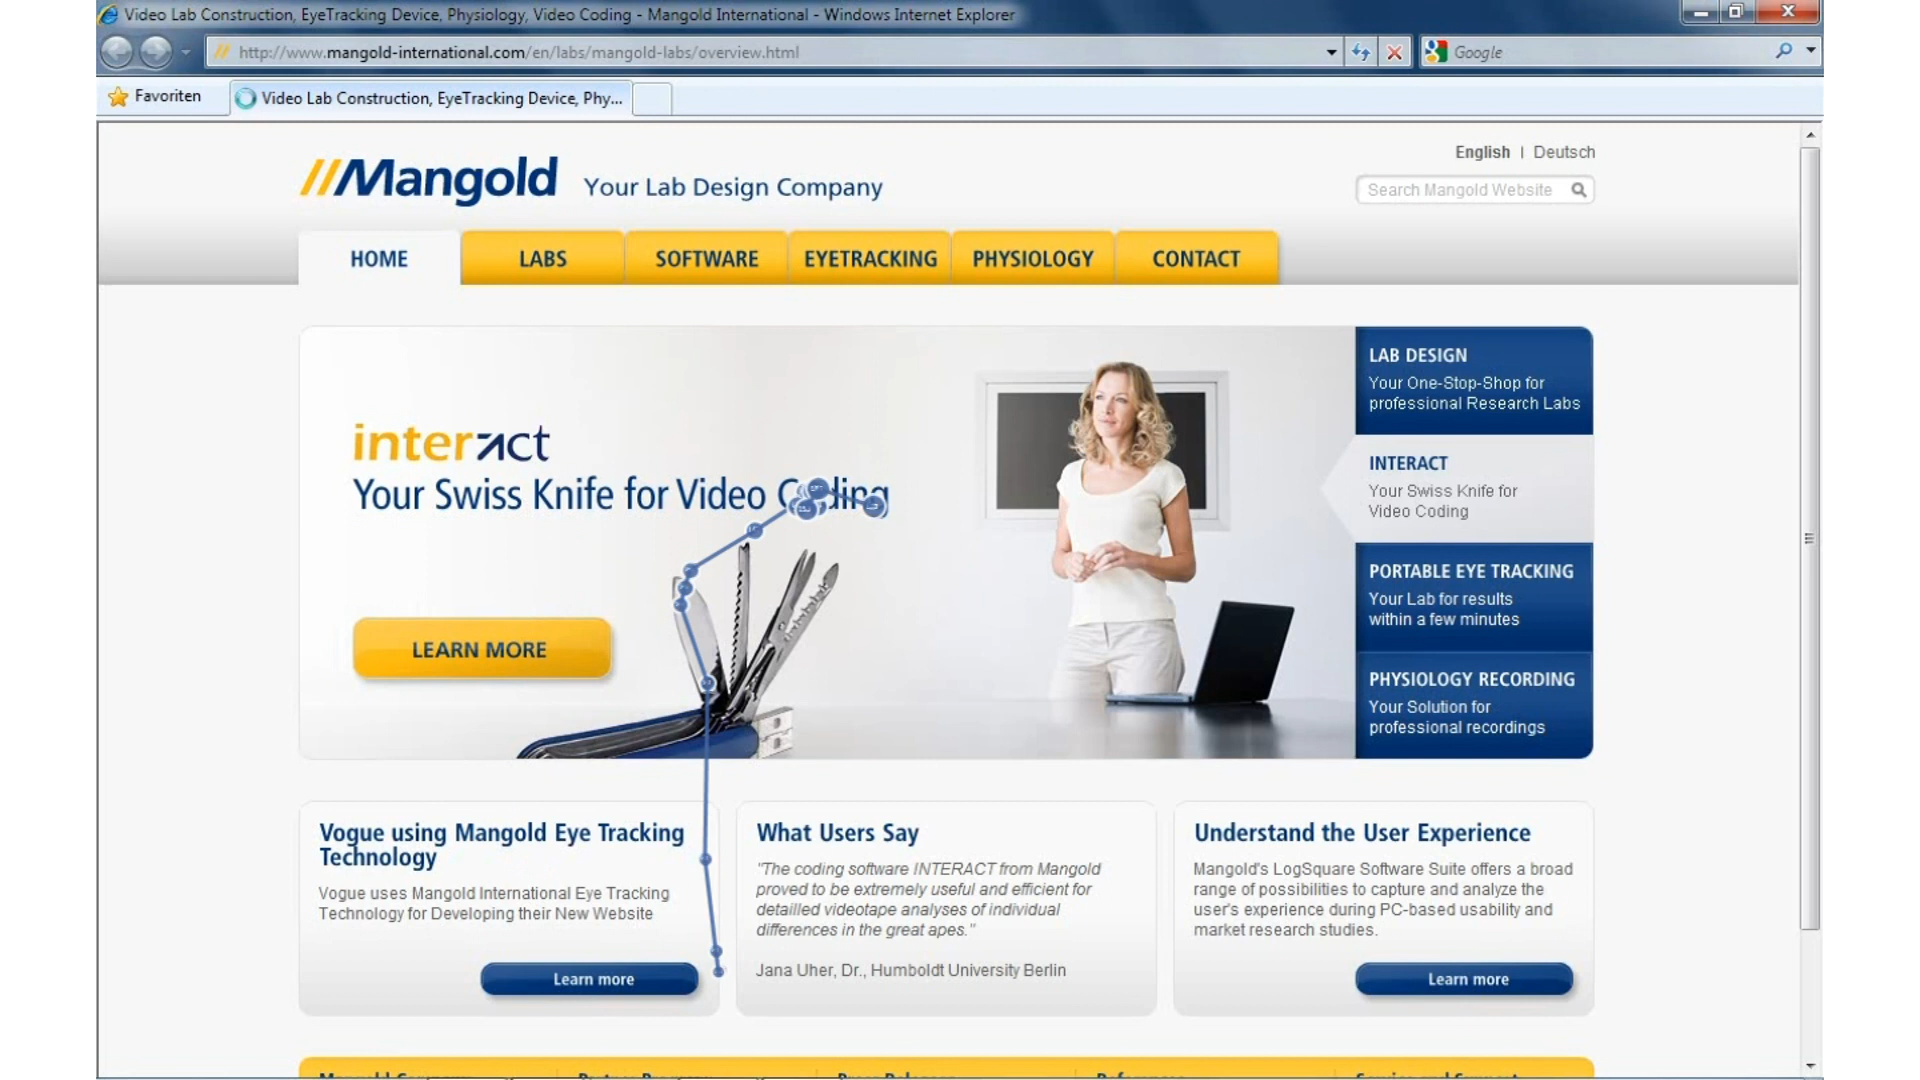 Video Lab Construction, EyeTracking Device, Physiology, Video Coding - Mangold International - Windows Internet Explorer
http://www.mangold-international.com/en/labs/mangold-labs/overview.html
Google
Favoriten
Video Lab Construction, EyeTracking Device, Phy...
English | Deutsch
//Mangold Your Lab Design Company
Search Mangold Website
HOME LABS SOFTWARE EYETRACKING PHYSIOLOGY CONTACT
interact
Your Swiss Knife for Video Coding
LEARN MORE
LAB DESIGN
Your One-Stop-Shop for
professional Research Labs
INTERACT
Your Swiss Knife for
Video Coding
PORTABLE EYE TRACKING
Your Lab for results
within a few minutes
PHYSIOLOGY RECORDING
Your Solution for
professional recordings
Vogue using Mangold Eye Tracking
Technology
Vogue uses Mangold International Eye Tracking
Technology for Developing their New Website
Learn more
What Users Say
"The coding software INTERACT from Mangold
proved to be extremely useful and efficient for
detailled videotape analyses of individual
differences in the great apes."
Jana Uher, Dr., Humboldt University Berlin
Understand the User Experience
Mangold's LogSquare Software Suite offers a broad
range of possibilities to capture and analyze the
user's experience during PC-based usability and
market research studies.
Learn more